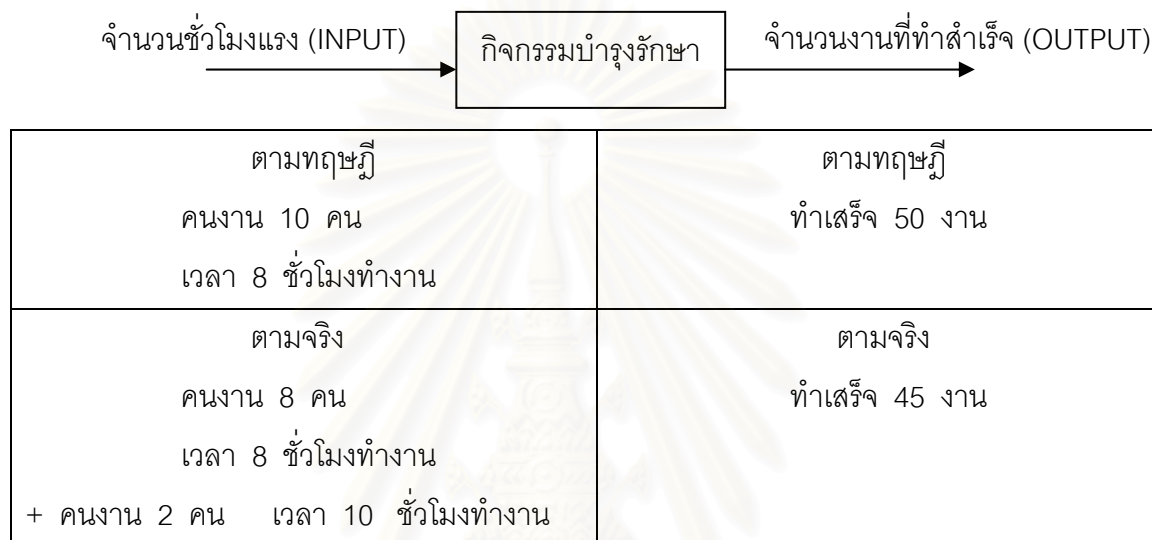 จำนวนชั่วโมงแรง (INPUT)
กิจกรรมบำรุงรักษา
จำนวนงานที่ทำสำเร็จ (OUTPUT)
ตามทฤษฎี
คนงาน 10 คน
เวลา 8 ชั่วโมงทำงาน
ตามทฤษฎี
ทำเสร็จ 50 งาน
ตามจริง
คนงาน 8 คน
เวลา 8 ชั่วโมงทำงาน
+ คนงาน 2 คน เวลา 10 ชั่วโมงทำงาน
ตามจริง
ทำเสร็จ 45 งาน